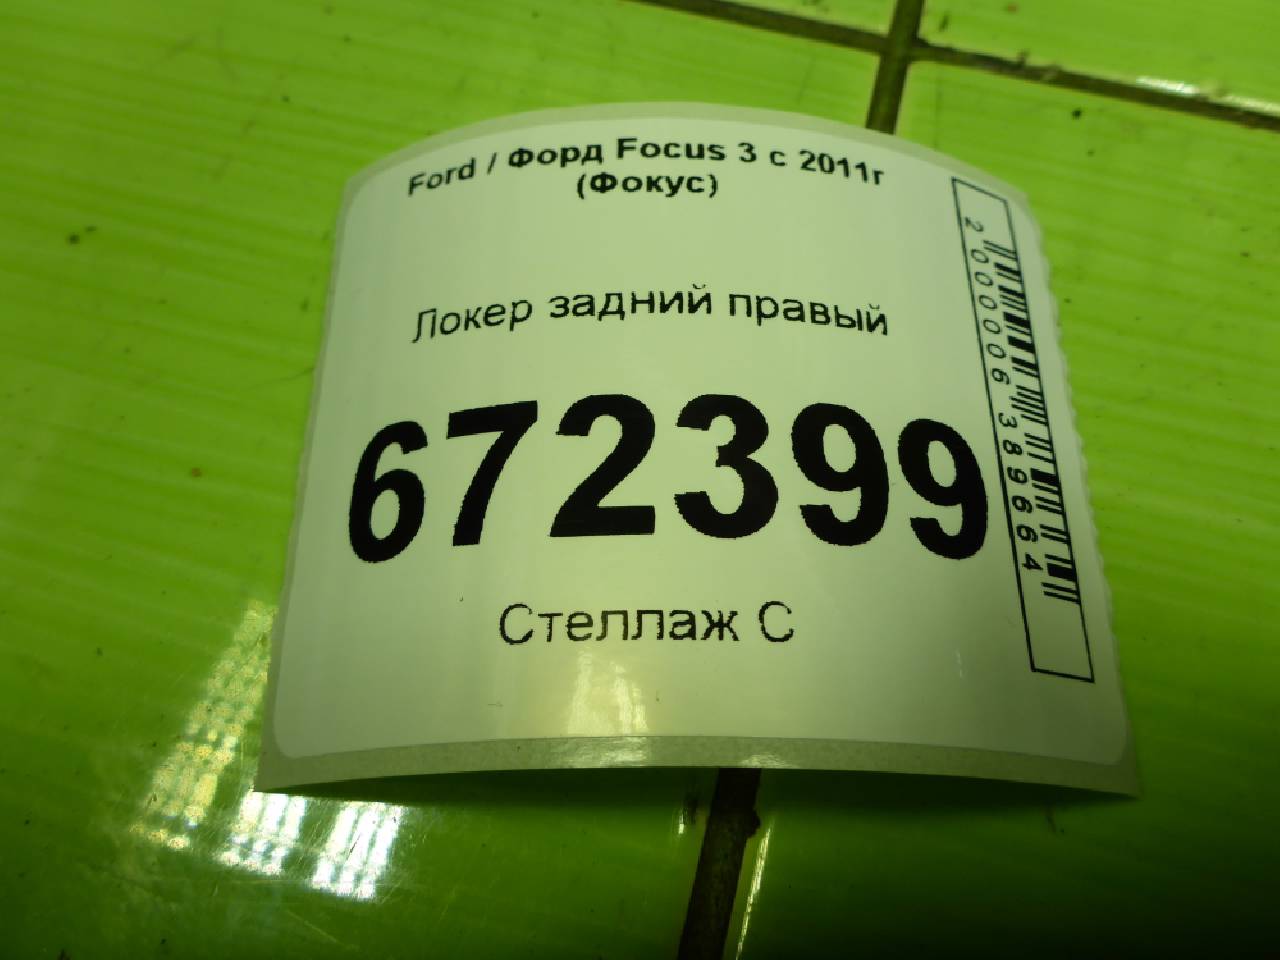 Ford / Форд Focus 3 с 2011г
(Фокус)
Локер задний правый
672399
Стеллаж С
2000006389664